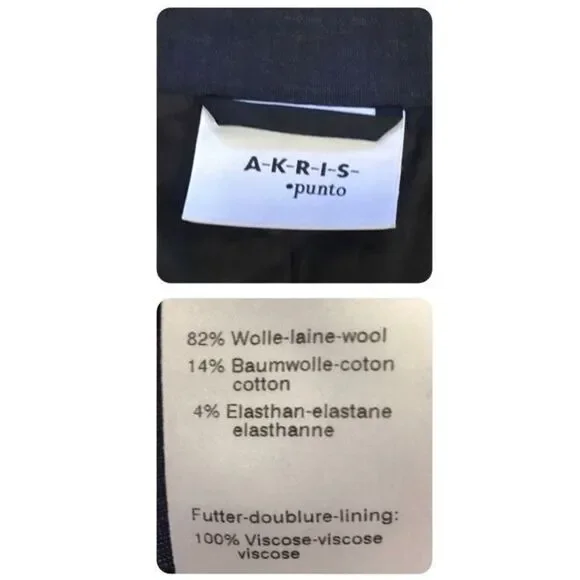 A-K-R-I-S-
•punto
82% Wolle-laine-wool
14% Baumwolle-coton
cotton
4% Elasthan-elastane
elasthanne
Futter-doublure-lining:
100% Viscose-viscose
viscose